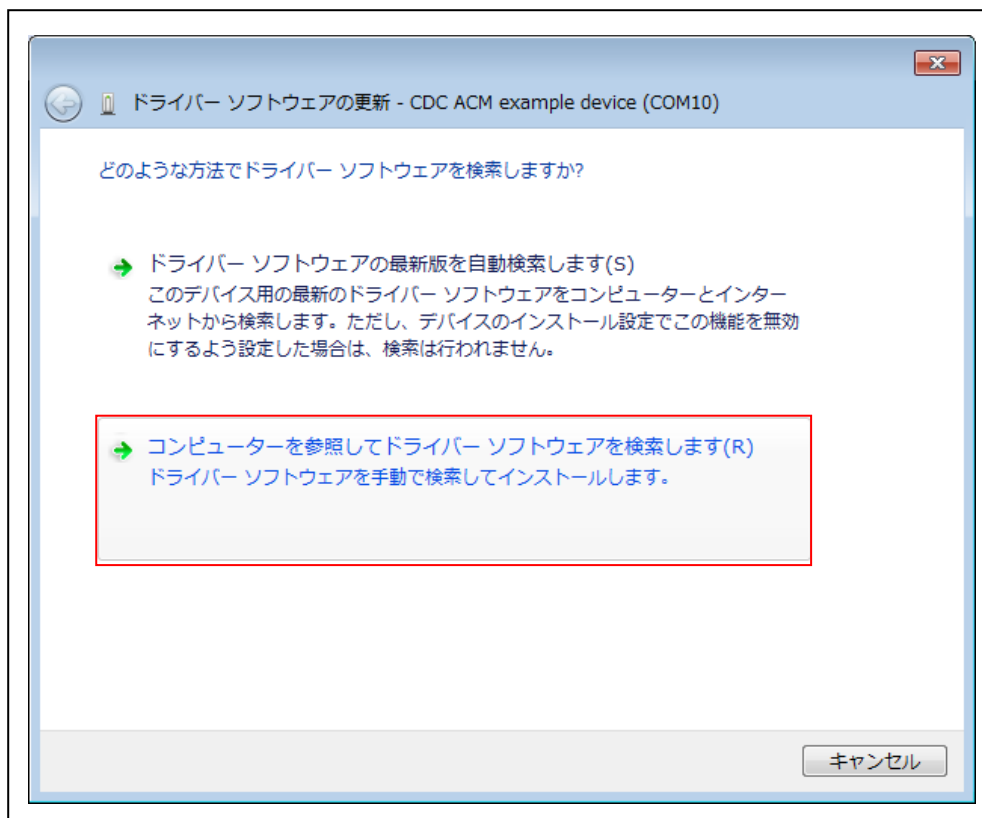 ドライバー ソフトウェアの更新 - CDC ACM example device (COM10)
どのような方法でドライバー ソフトウェアを検索しますか?
ドライバー ソフトウェアの最新版を自動検索します(S)
このデバイス用の最新のドライバー ソフトウェアをコンピューターとインター
ネットから検索します。ただし、デバイスのインストール設定でこの機能を無効
にするよう設定した場合は、検索は行われません。
コンピューターを参照してドライバー ソフトウェアを検索します(R)
ドライバー ソフトウェアを手動で検索してインストールします。
キャンセル